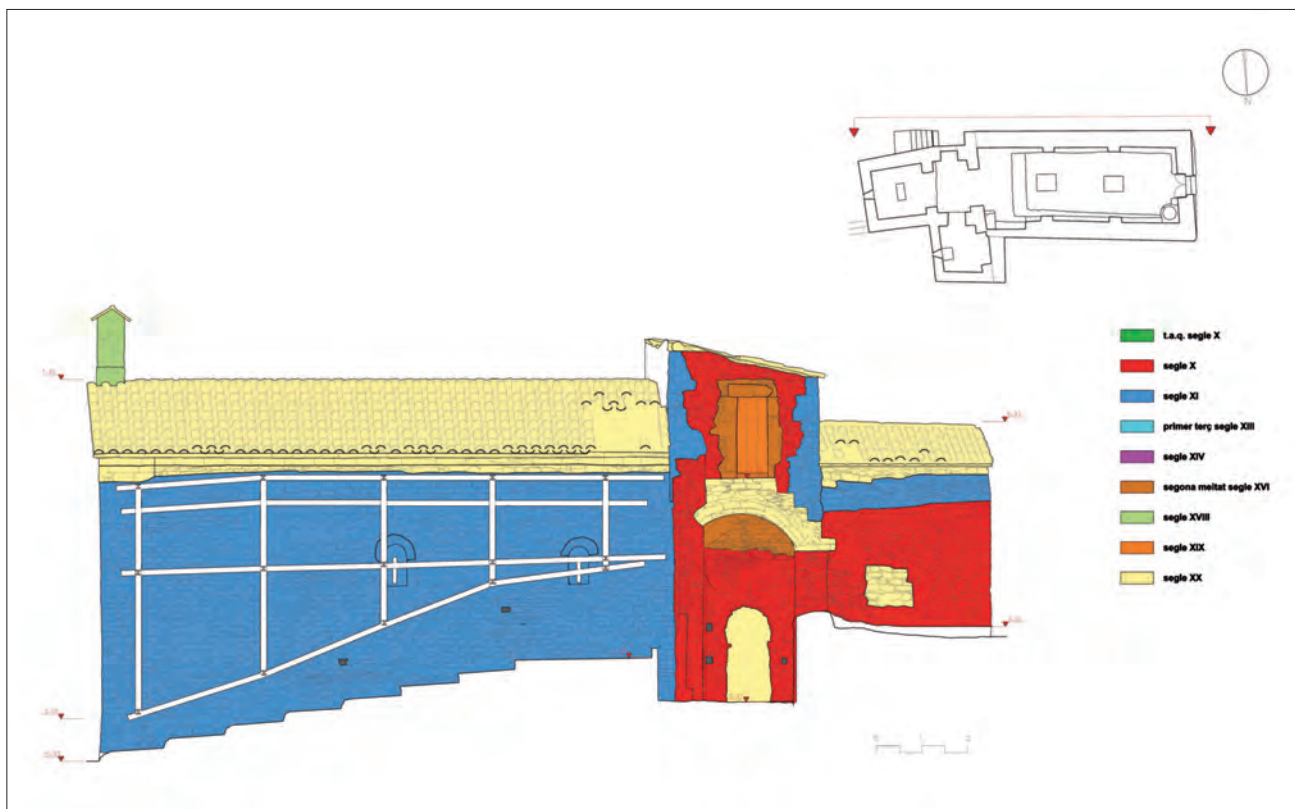 N
t.a.q. segle X
segle X
segle XI
primer terç segle XIII
segle XIV
segona meitat segle XVI
segle XVIII
segle XIX
segle XX